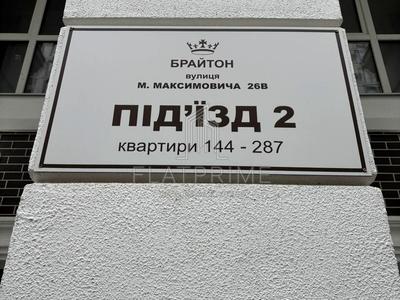 БРАЙТОН
вулиця
М. МАКСИМОВИЧА 26В
ПІД'ЇЗД 2
квартири 144 - 287
FLATPRIME